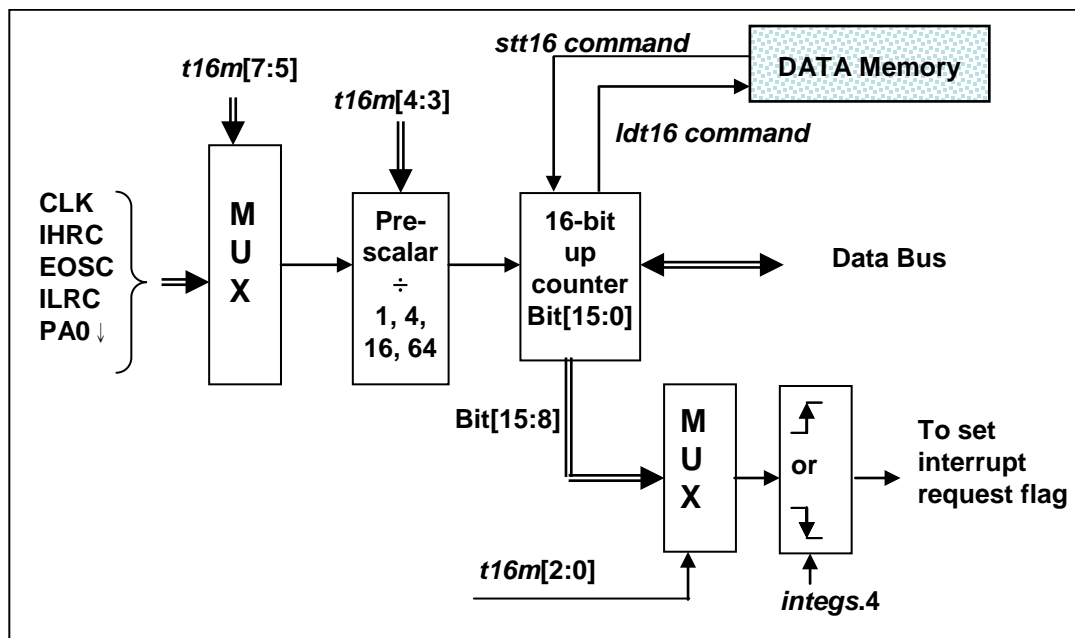 stt16 command
DATA Memory
t16m[7:5]
t16m[4:3]
ldt16 command
CLK
IHRC
EOSC
ILRC
PA0 ↓
M
U
X
Pre-
scalar
÷
1, 4,
16, 64
16-bit
up
counter
Bit[15:0]
Data Bus
Bit[15:8]
M
U
X
or
To set
interrupt
request flag
t16m[2:0]
integs.4